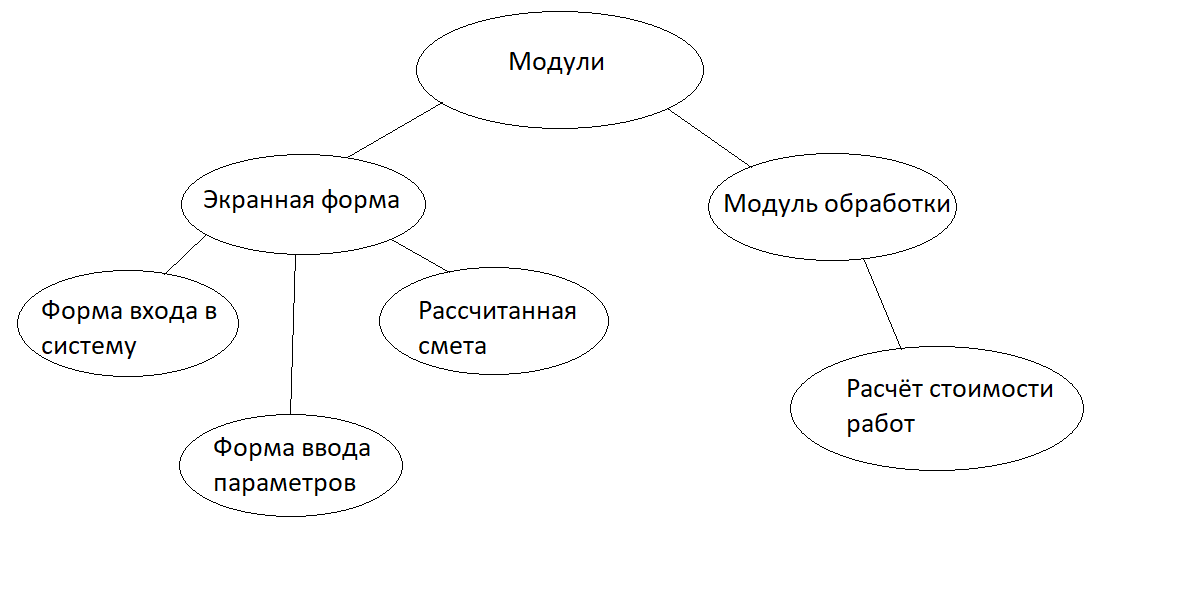 Модули
Экранная форма
Модуль обработки
Форма входа в
систему
Рассчитанная
смета
Расчёт стоимости
работ
Форма ввода
параметров